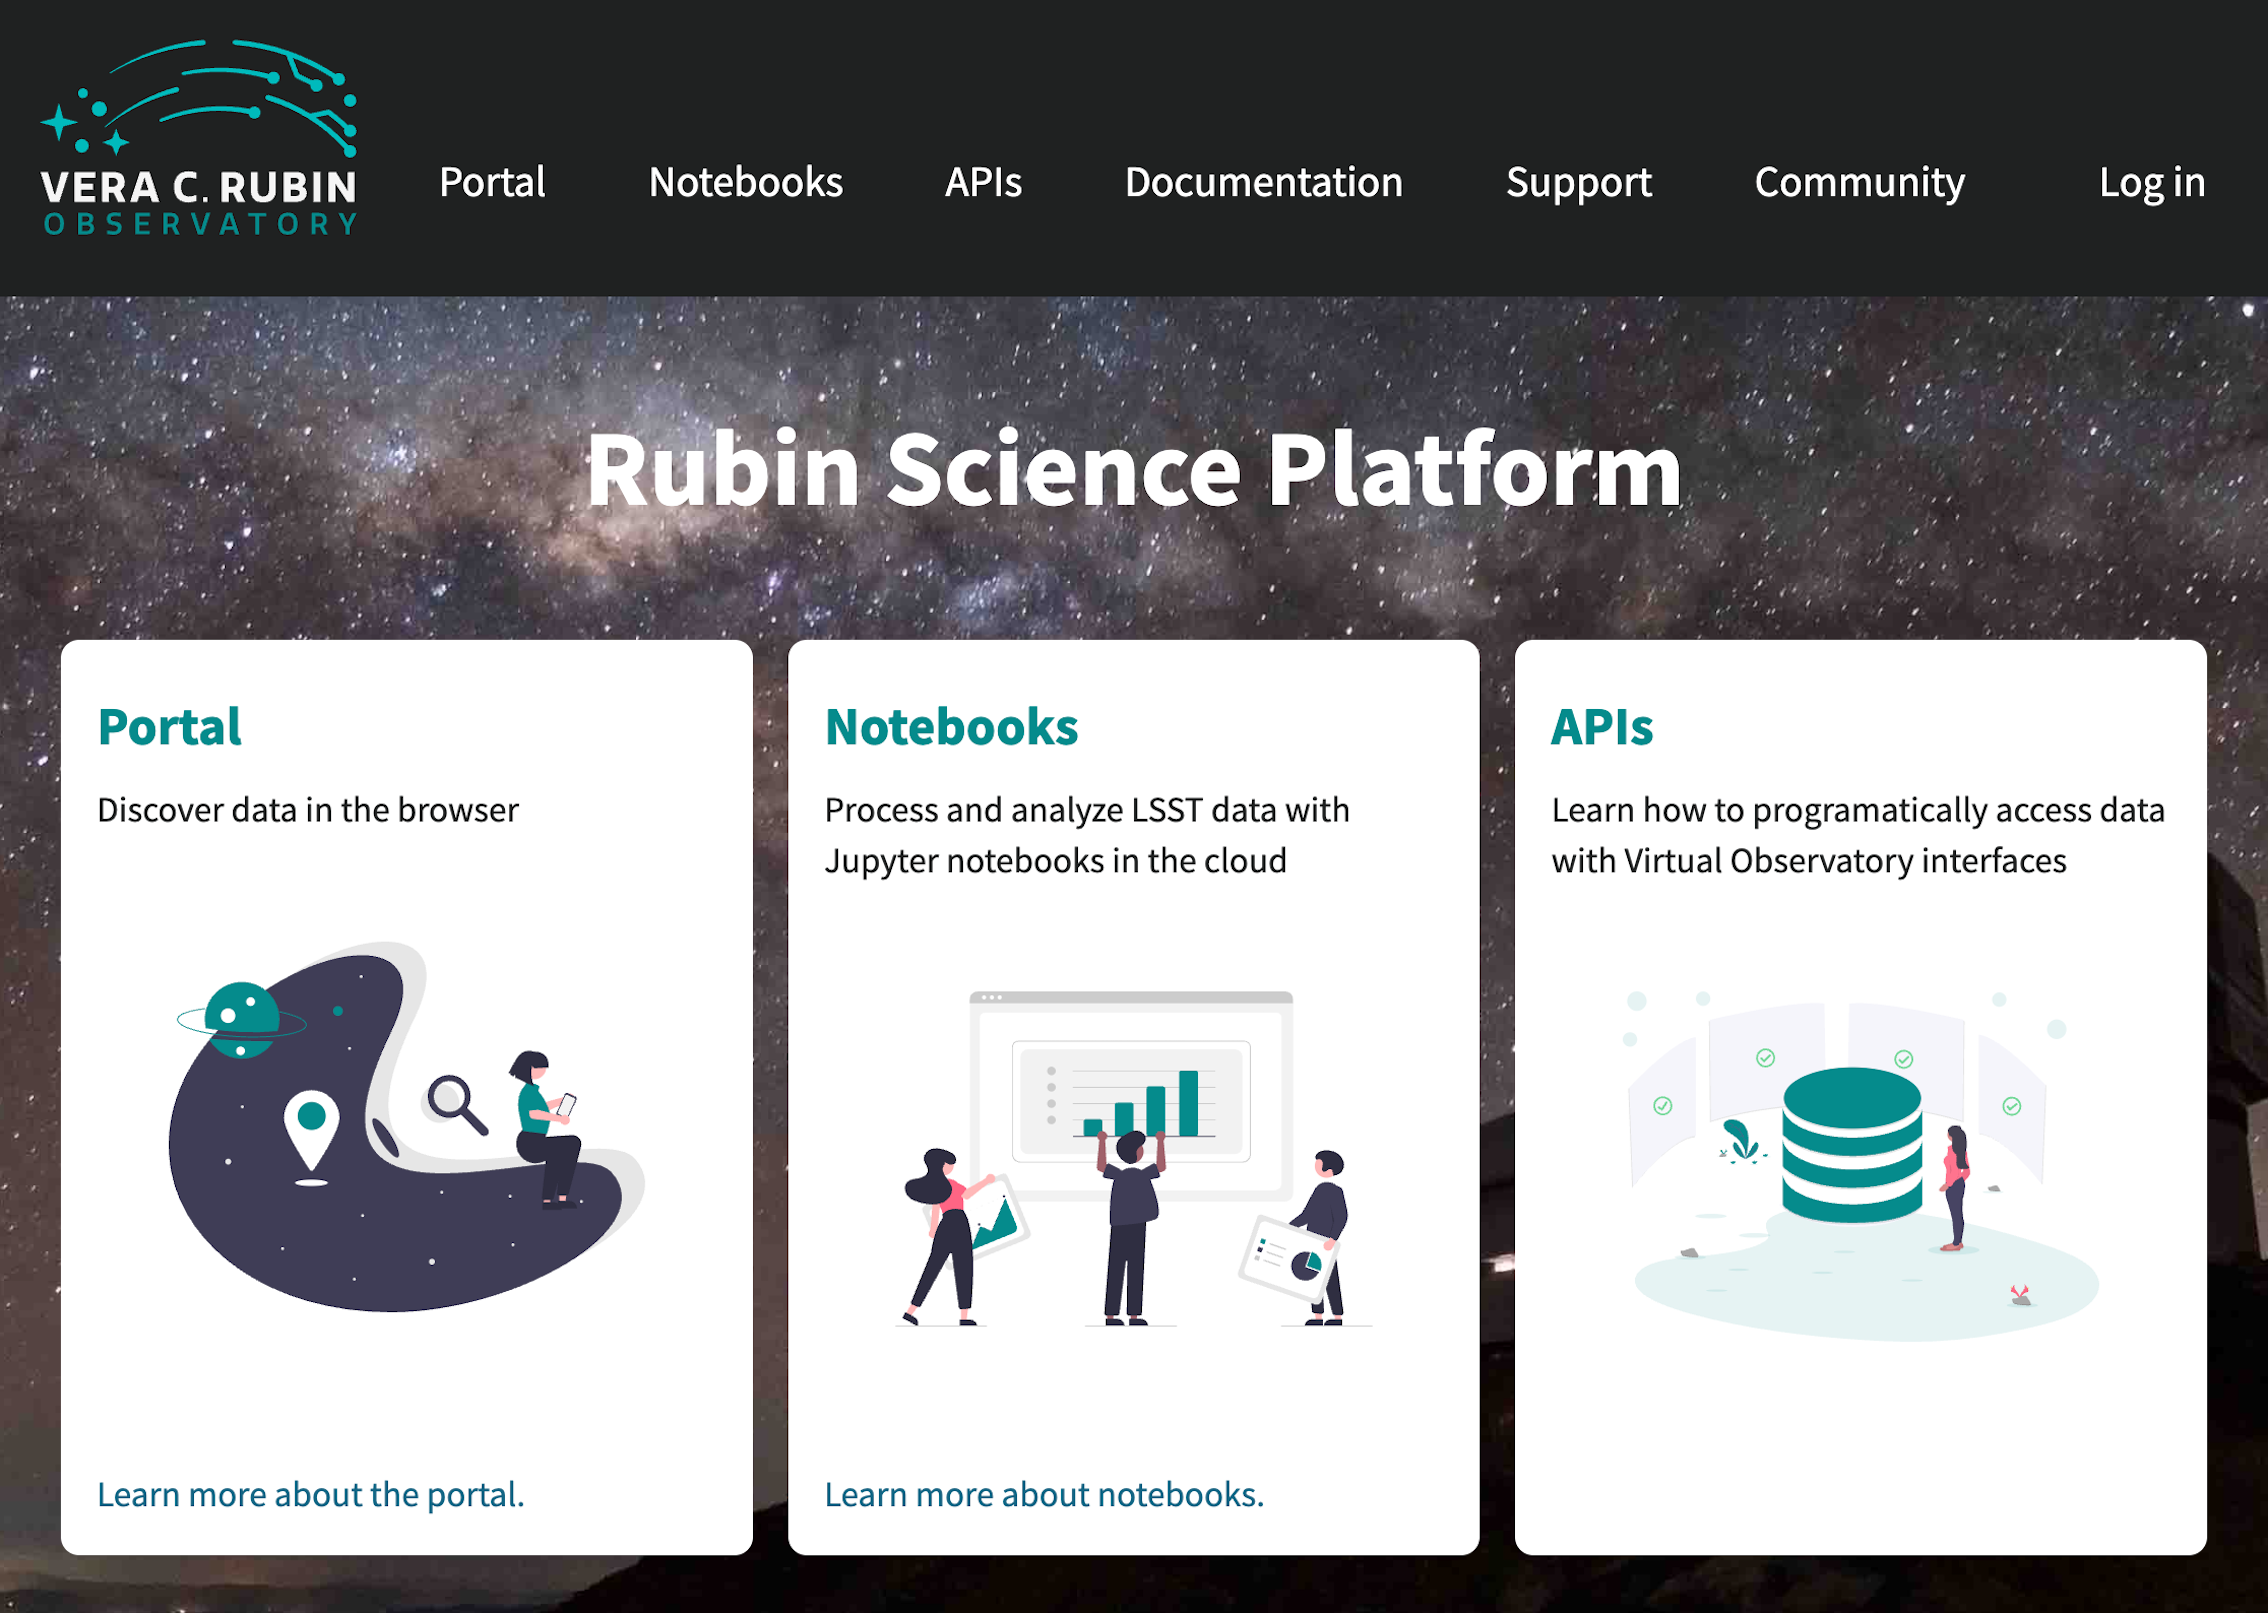 VERA C. RUBIN
OBSERVATORY
Portal
Notebooks
APIs
Documentation
Support
Community
Log in
Rubin Science Platform
Portal
Discover data in the browser
Learn more about the portal.
Notebooks
Process and analyze LSST data with
Jupyter notebooks in the cloud
Learn more about notebooks.
APIs
Learn how to programatically access data
with Virtual Observatory interfaces